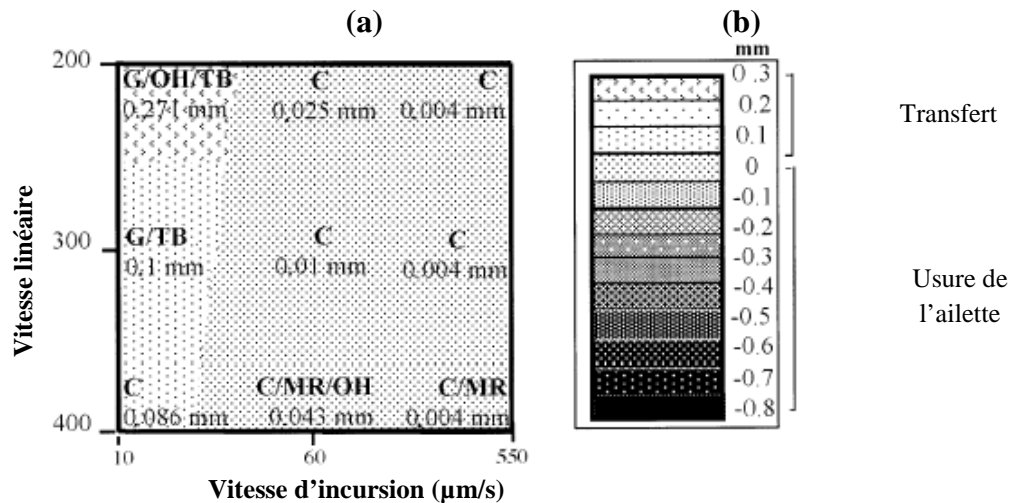 (a)
(b)
mm
200
300
400
Vitesse linéaire
G/OH/TB
C
C
0.271 mm
0.025 mm
0.004 mm
G/TB
C
C
0.1 mm
0.01 mm
0.004 mm
C
C/MR/OH
C/MR
0.086 mm
0.043 mm
0.004 mm
10
60
550
Vitesse d’incursion (µm/s)
0.3
0.2
0.1
0
-0.1
-0.2
-0.3
-0.4
-0.5
-0.6
-0.7
-0.8
Transfert
Usure de
l’ailette